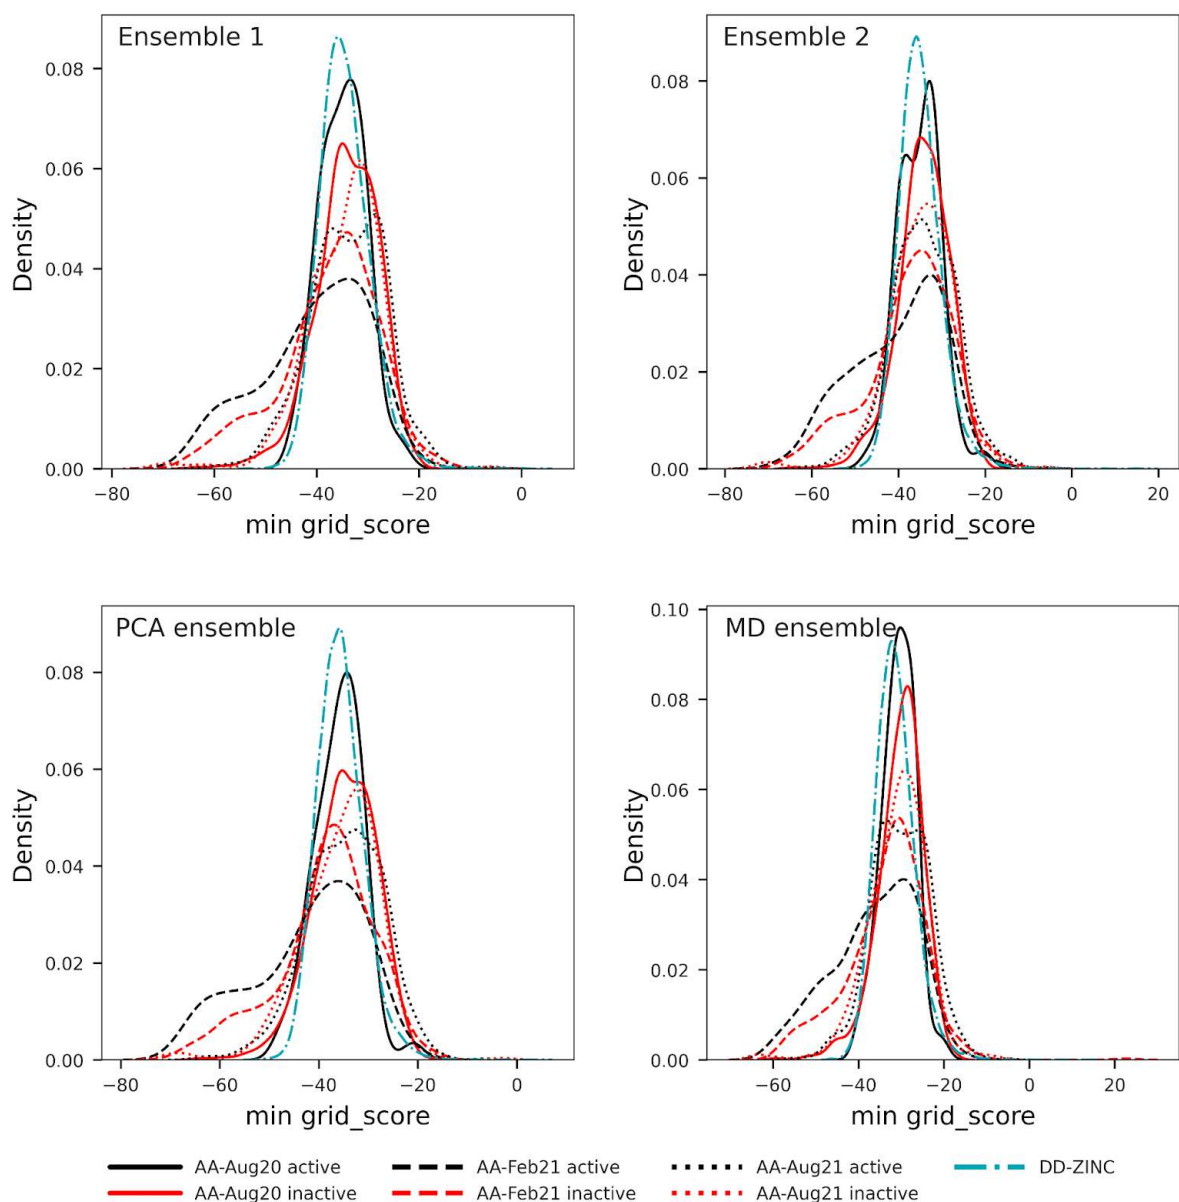 Ensemble 1
Density
0.08
0.06
0.04
0.02
0.00
−80 −60 −40 −20 0
min grid_score
Ensemble 2
Density
0.08
0.06
0.04
0.02
0.00
−80 −60 −40 −20 0 20
min grid_score
PCA ensemble
Density
0.08
0.06
0.04
0.02
0.00
−80 −60 −40 −20 0
min grid_score
MD ensemble
Density
0.10
0.08
0.06
0.04
0.02
0.00
−60 −40 −20 0 20
min grid_score
AA-Aug20 active AA-Feb21 active AA-Aug21 active DD-ZINC
AA-Aug20 inactive AA-Feb21 inactive AA-Aug21 inactive